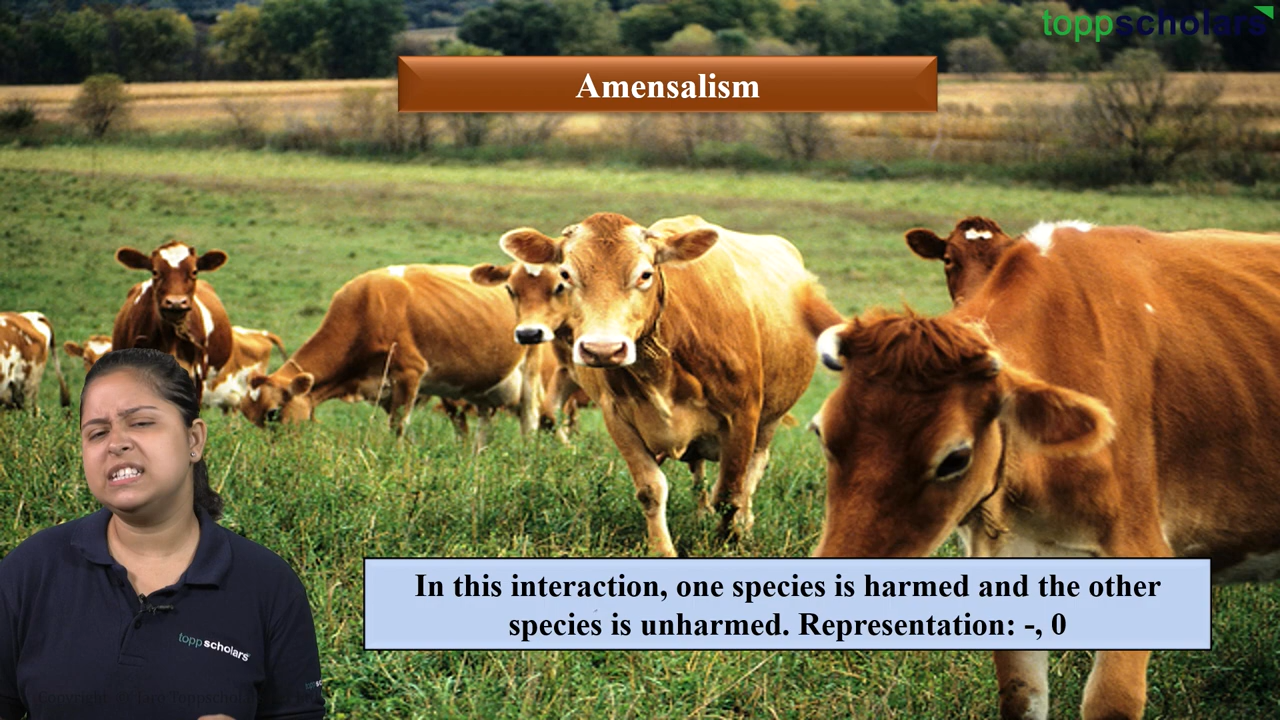 toppscholars
Amensalism
In this interaction, one species is harmed and the other
species is unharmed. Representation: -, 0
toppscholars